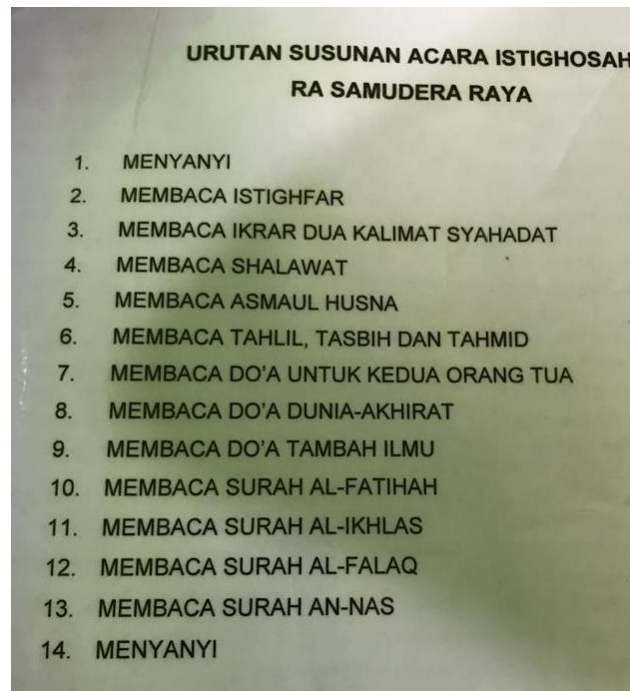 URUTAN SUSUNAN ACARA ISTIGHOSAH
RA SAMUDERA RAYA
1. MENYANYI
2. MEMBACA ISTIGHFAR
3. MEMBACA IKRAR DUA KALIMAT SYAHADAT
4. MEMBACA SHALAWAT
5. MEMBACA ASMAUL HUSNA
6. MEMBACA TAHLIL, TASBIH DAN TAHMID
7. MEMBACA DO'A UNTUK KEDUA ORANG TUA
8. MEMBACA DO'A DUNIA-AKHIRAT
9. MEMBACA DO'A TAMBAH ILMU
10. MEMBACA SURAH AL-FATIHAH
11. MEMBACA SURAH AL-IKHLAS
12. MEMBACA SURAH AL-FALAQ
13. MEMBACA SURAH AN-NAS
14. MENYANYI